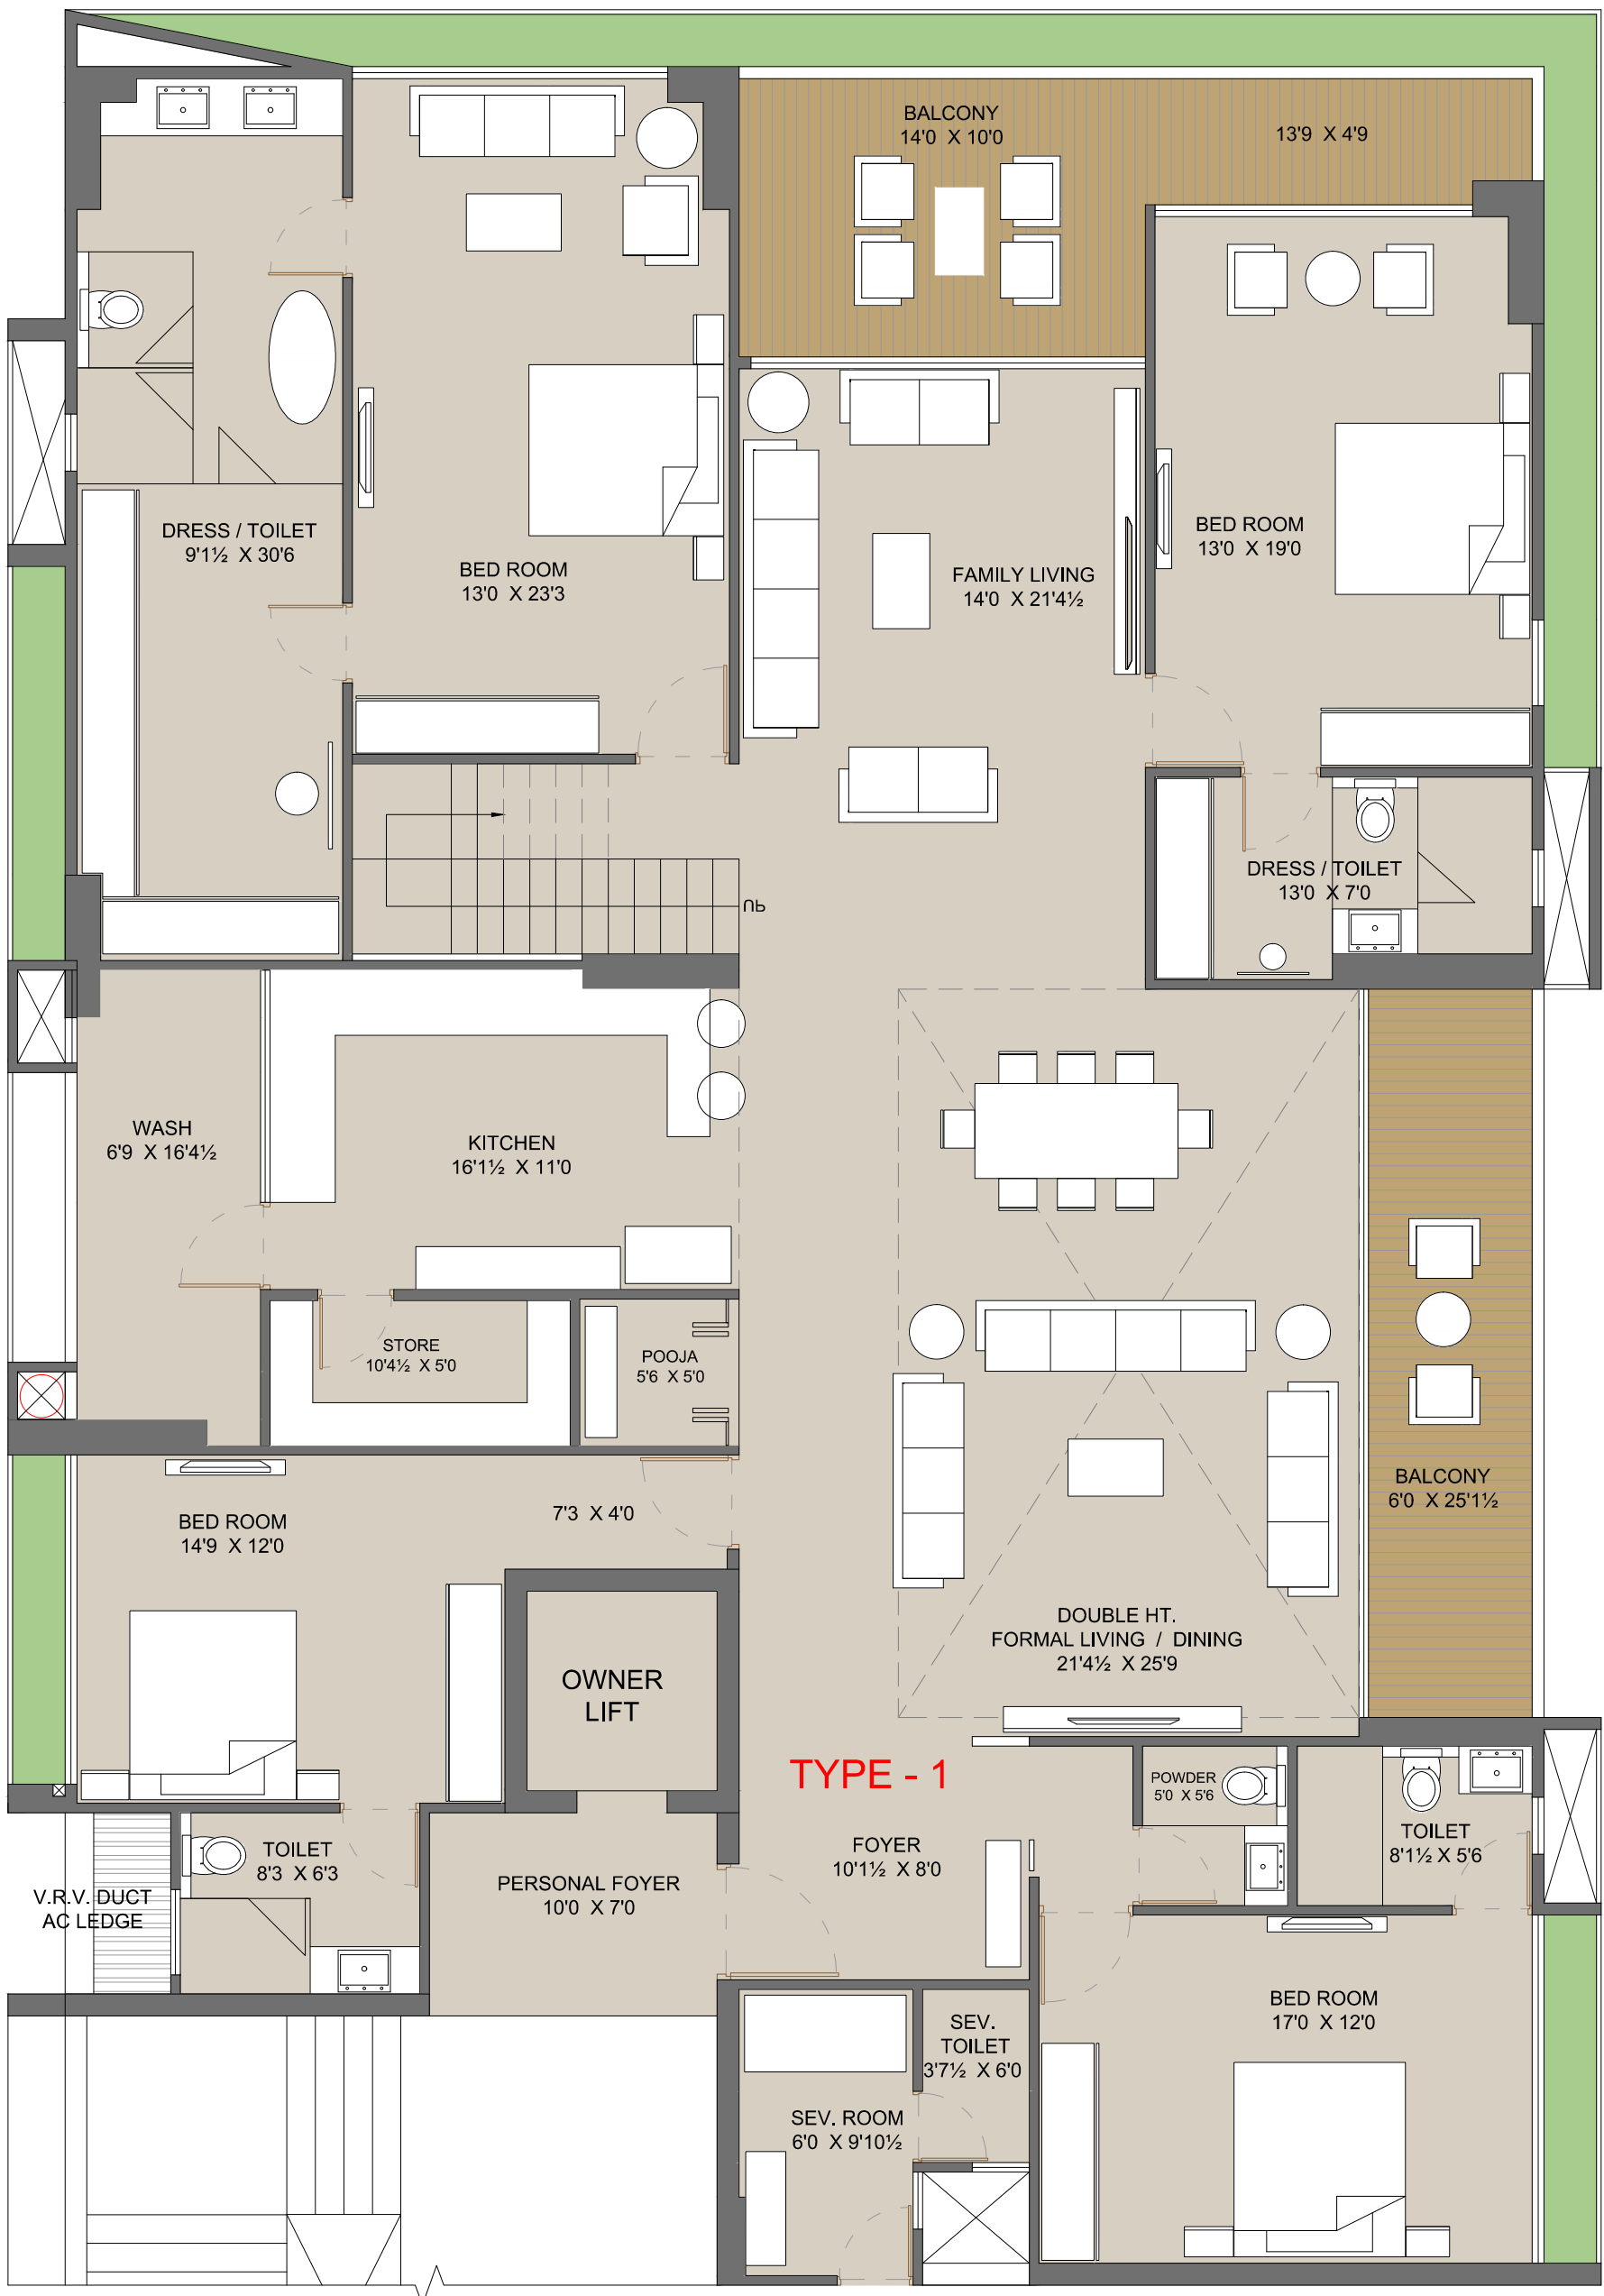 BALCONY
14'0 X 10'0
13'9 X 4'9
DRESS / TOILET
9'1½ X 30'6
BED ROOM
13'0 X 23'3
FAMILY LIVING
14'0 X 21'4½
BED ROOM
13'0 X 19'0
DRESS / TOILET
13'0 X 7'0
UP
WASH
6'9 X 16'4½
KITCHEN
16'1½ X 11'0
STORE
10'4½ X 5'0
POOJA
5'6 X 5'0
BALCONY
6'0 X 25'1½
BED ROOM
14'9 X 12'0
7'3 X 4'0
DOUBLE HT.
FORMAL LIVING / DINING
21'4½ X 25'9
OWNER
LIFT
TYPE - 1
POWDER
5'0 X 5'6
TOILET
8'1½ X 5'6
FOYER
10'1½ X 8'0
TOILET
8'3 X 6'3
PERSONAL FOYER
10'0 X 7'0
V.R.V. DUCT
AC LEDGE
BED ROOM
17'0 X 12'0
SEV.
TOILET
3'7½ X 6'0
SEV. ROOM
6'0 X 9'10½